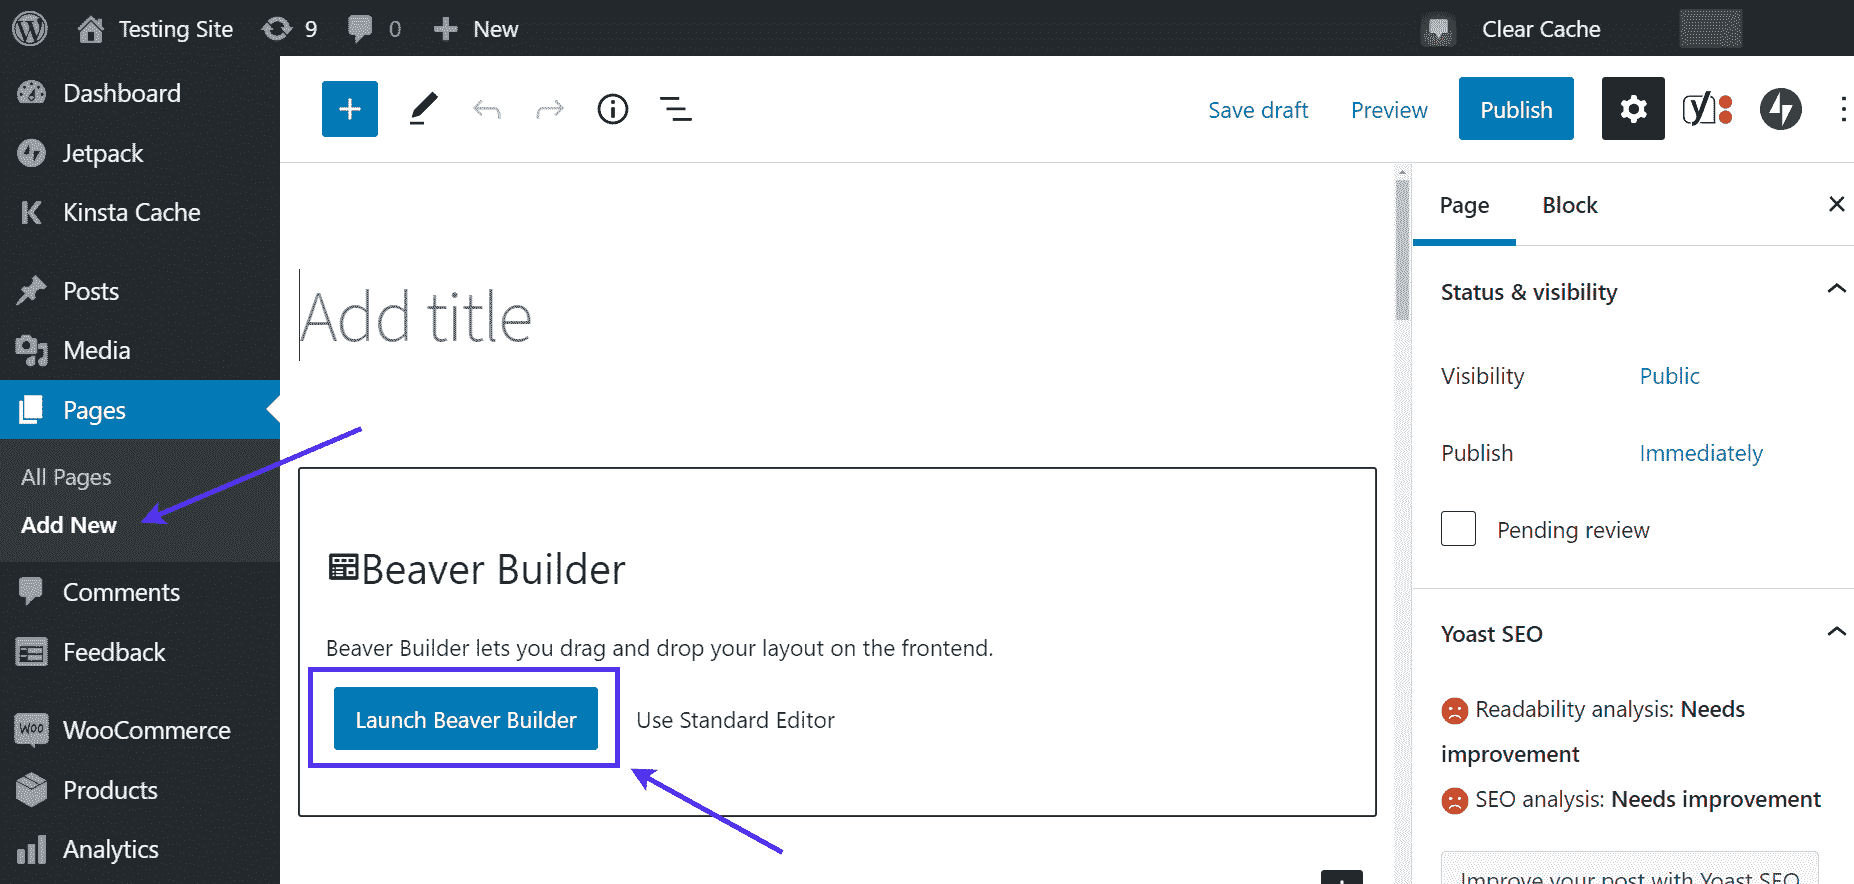 Testing Site
9
0
New
Clear Cache
Dashboard
Jetpack
Kinsta Cache
Posts
Media
Pages
All Pages
Add New
Comments
Feedback
WOO
WooCommerce
Products
Analytics
Save draft
Preview
Publish
Add title
Beaver Builder
Beaver Builder lets you drag and drop your layout on the frontend.
Launch Beaver Builder
Use Standard Editor
Page
Block
Status & visibility
Visibility
Public
Publish
Immediately
Pending review
Yoast SEO
Readability analysis: Needs
improvement
SEO analysis: Needs improvement
Improve your post with Yoast SEO